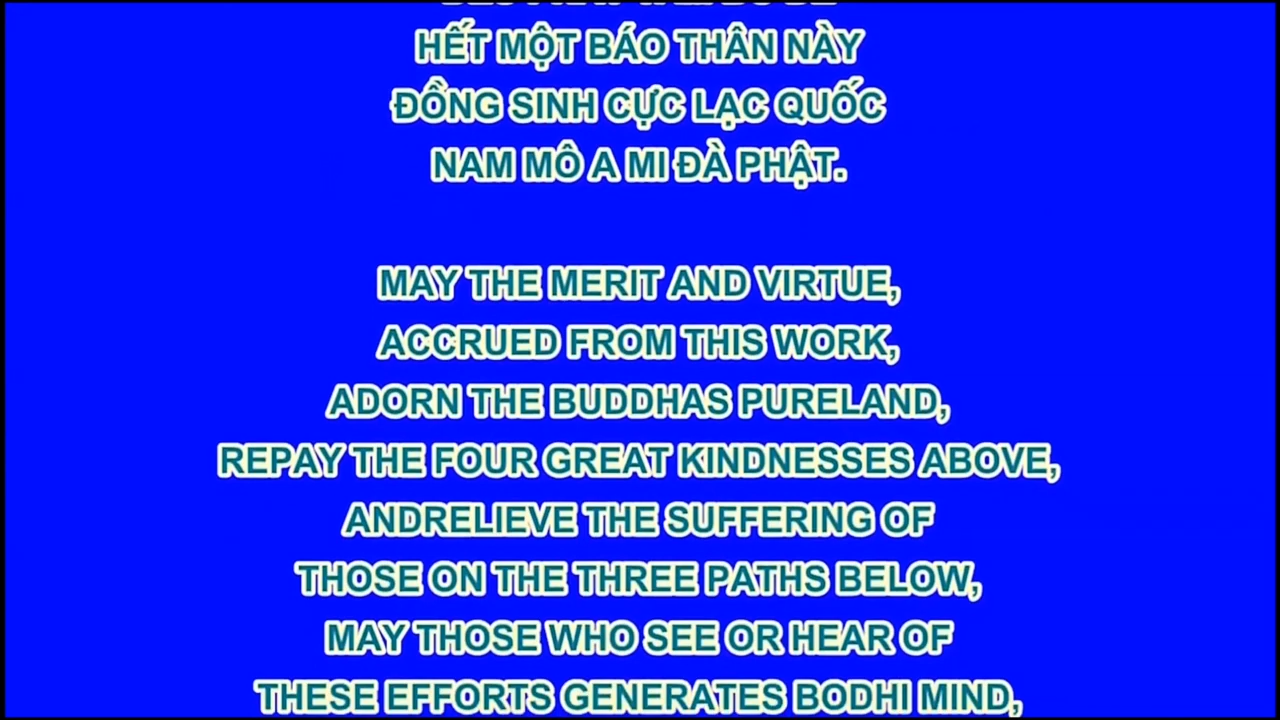 HẾT MỘT BÁO THÂN NÀY
ĐỒNG SINH CỰC LẠC QUỐC
NAM MÔ A MI ĐÀ PHẬT.
MAY THE MERIT AND VIRTUE,
ACCRUED FROM THIS WORK,
ADORN THE BUDDHAS PURELAND,
REPAY THE FOUR GREAT KINDNESSES ABOVE,
ANDRELIEVE THE SUFFERING OF
THOSE ON THE THREE PATHS BELOW,
MAY THOSE WHO SEE OR HEAR OF
THESE EFFORTS GENERATES BODHI MIND,